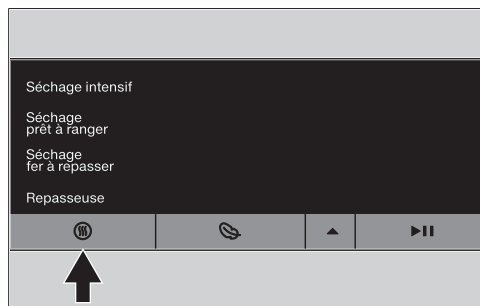 Séchage intensif
Séchage
prêt à ranger
Séchage
fer à repasser
Repasseuse